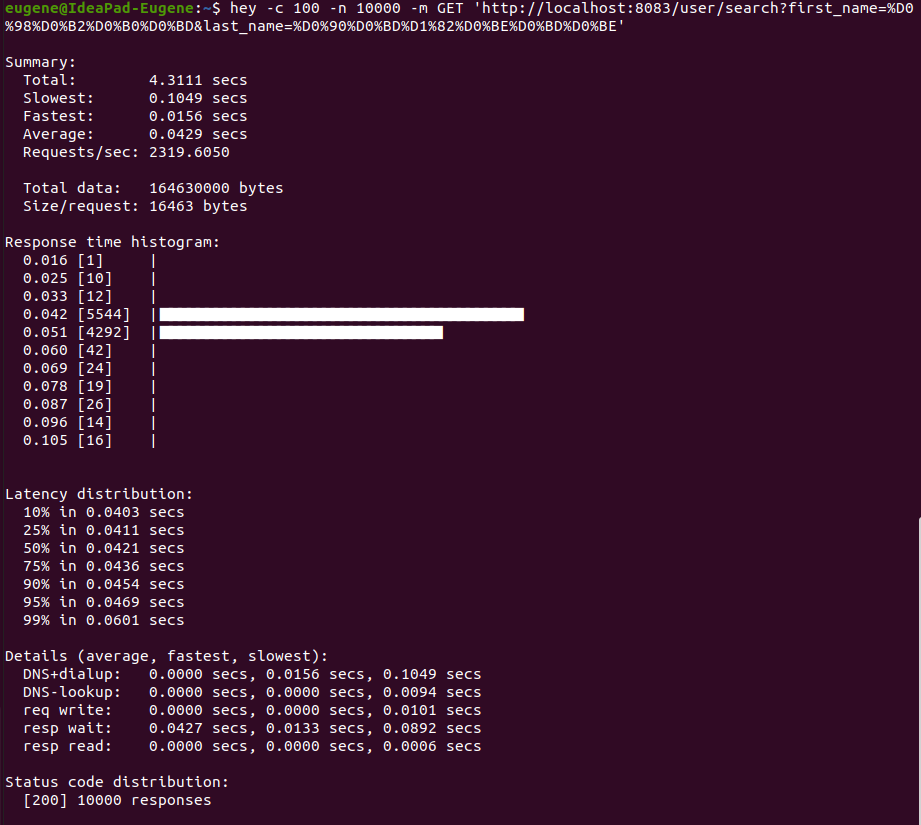 eugene@IdeaPad-Eugene:~$ hey -c 100 -n 10000 -m GET 'http://localhost:8083/user/search?first_name=%D0
%98%D0%B2%D0%B0%D0%BD&last_name=%D0%90%D0%BD%D1%82%D0%BE%D0%BD%D0%BE'
Summary:
Total: 4.3111 secs
Slowest: 0.1049 secs
Fastest: 0.0156 secs
Average: 0.0429 secs
Requests/sec: 2319.6050
Total data: 164630000 bytes
Size/request: 16463 bytes
Response time histogram:
0.016 [1] |
0.025 [10] |
0.033 [12] |
0.042 [5544] |
0.051 [4292] |
0.060 [42] |
0.069 [24] |
0.078 [19] |
0.087 [26] |
0.096 [14] |
0.105 [16] |
Latency distribution:
10% in 0.0403 secs
25% in 0.0411 secs
50% in 0.0421 secs
75% in 0.0436 secs
90% in 0.0454 secs
95% in 0.0469 secs
99% in 0.0601 secs
Details (average, fastest, slowest):
DNS+dialup: 0.0000 secs, 0.0156 secs, 0.1049 secs
DNS-lookup: 0.0000 secs, 0.0000 secs, 0.0094 secs
req write: 0.0000 secs, 0.0000 secs, 0.0101 secs
resp wait: 0.0427 secs, 0.0133 secs, 0.0892 secs
resp read: 0.0000 secs, 0.0000 secs, 0.0006 secs
Status code distribution:
[200] 10000 responses